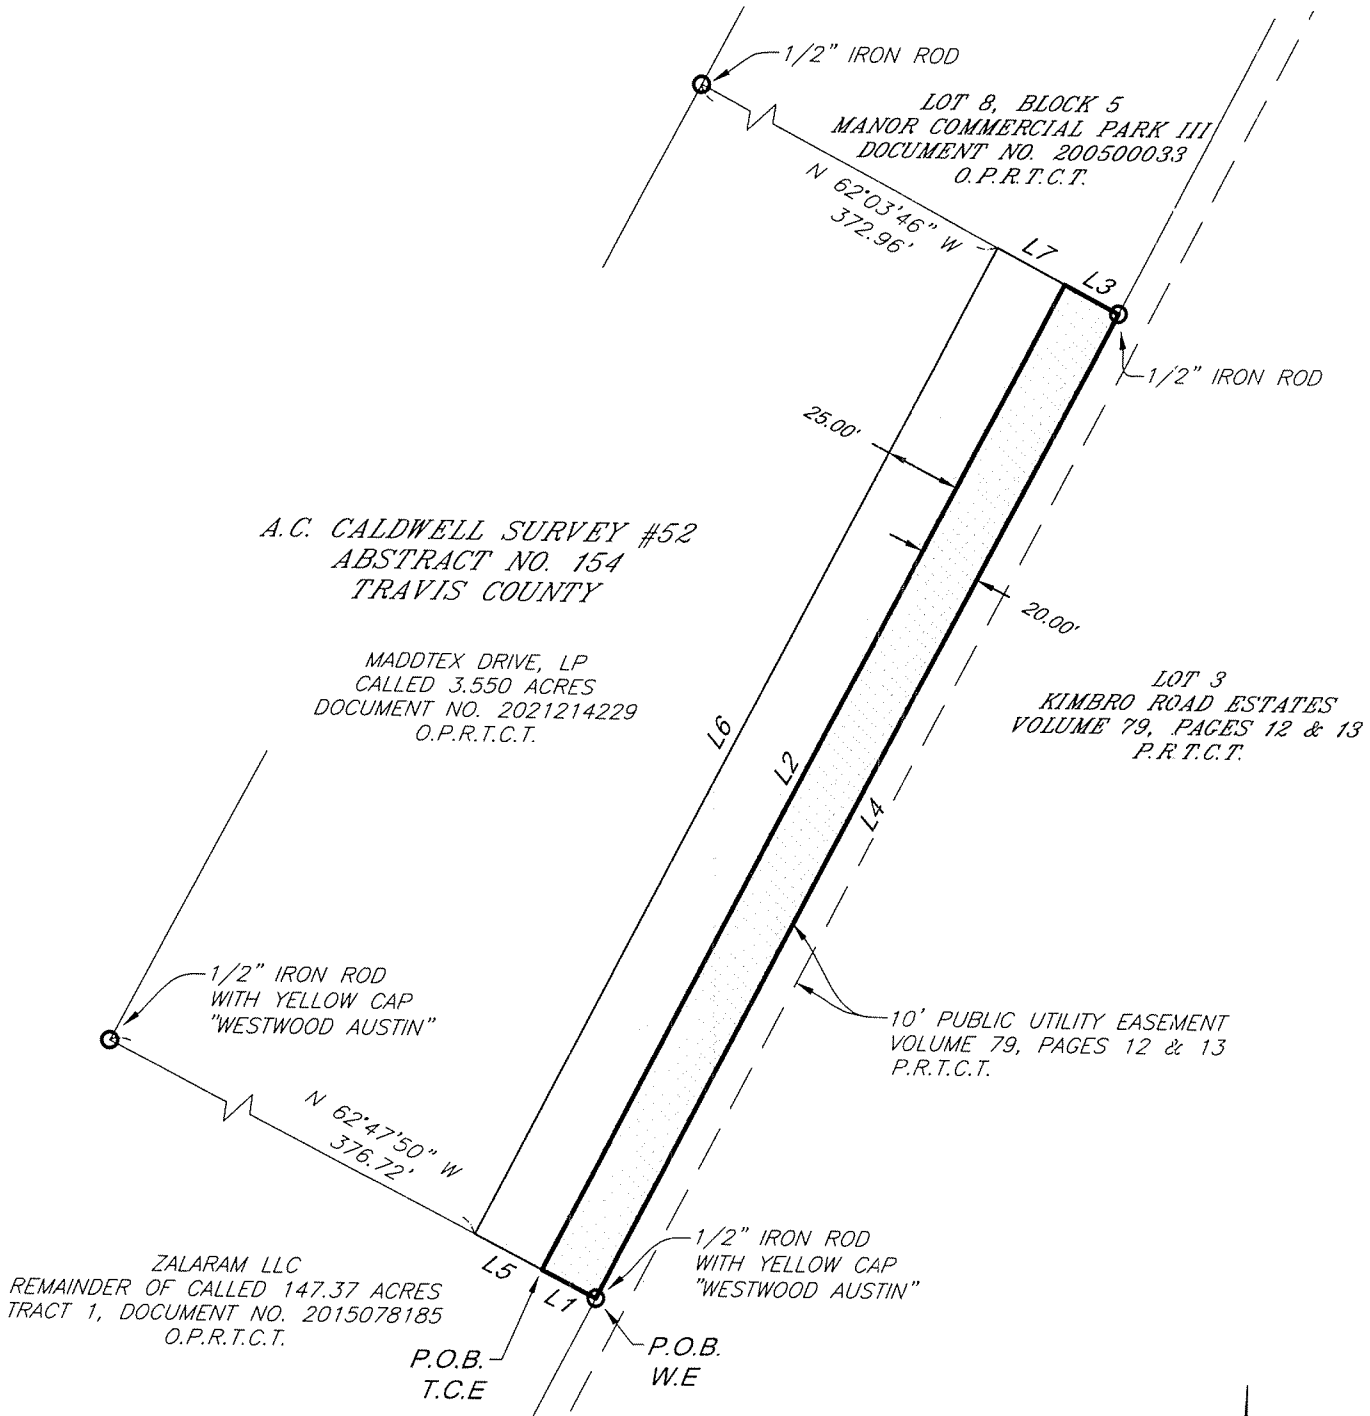 1/2" IRON ROD
LOT 8, BLOCK 5
MANOR COMMERCIAL PARK III
DOCUMENT NO. 200500033
O.P.R.T.C.T.
N 62°03'46" W
372.96'
L7
L3
1/2" IRON ROD
25.00'
A.C. CALDWELL SURVEY #52
ABSTRACT NO. 154
TRAVIS COUNTY
20.00'
MADDTEX DRIVE, LP
CALLED 3.550 ACRES
DOCUMENT NO. 2021214229
O.P.R.T.C.T.
LOT 3
KIMBRO ROAD ESTATES
VOLUME 79, PAGES 12 & 13
P.R.T.C.T.
L6
L2
L4
1/2" IRON ROD
WITH YELLOW CAP
"WESTWOOD AUSTIN"
10' PUBLIC UTILITY EASEMENT
VOLUME 79, PAGES 12 & 13
P.R.T.C.T.
N 62°47'50" W
376.72'
1/2" IRON ROD
WITH YELLOW CAP
"WESTWOOD AUSTIN"
ZALARAM LLC
REMAINDER OF CALLED 147.37 ACRES
TRACT 1, DOCUMENT NO. 2015078185
O.P.R.T.C.T.
L5
L1
P.O.B.
T.C.E
P.O.B.
W.E